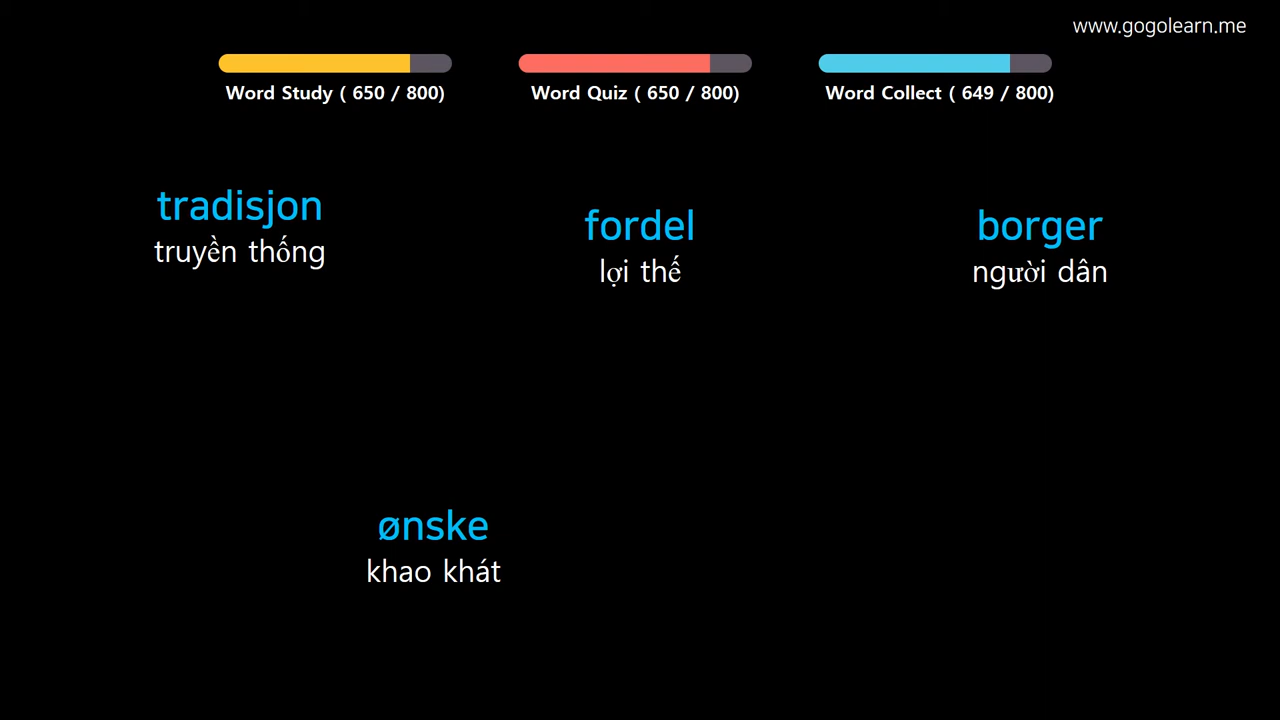 www.gogolearn.me
Word Study ( 650 / 800)
Word Quiz ( 650 / 800)
Word Collect ( 649 / 800)
tradisjon
truyền thống
fordel
lợi thế
borger
người dân
ønske
khao khát